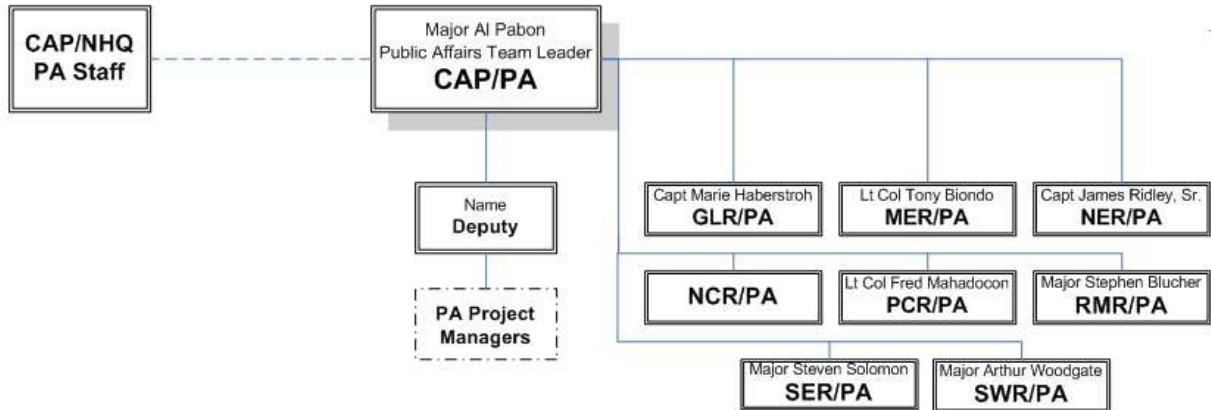 CAP/NHQ
PA Staff
Major Al Pabon
Public Affairs Team Leader
CAP/PA
Name
Deputy
PA Project
Managers
Capt Marie Haberstroh
GLR/PA
Lt Col Tony Biondo
MER/PA
Capt James Ridley, Sr.
NER/PA
NCR/PA
Lt Col Fred Mahadocon
PCR/PA
Major Stephen Blucher
RMR/PA
Major Steven Solomon
SER/PA
Major Arthur Woodgate
SWR/PA